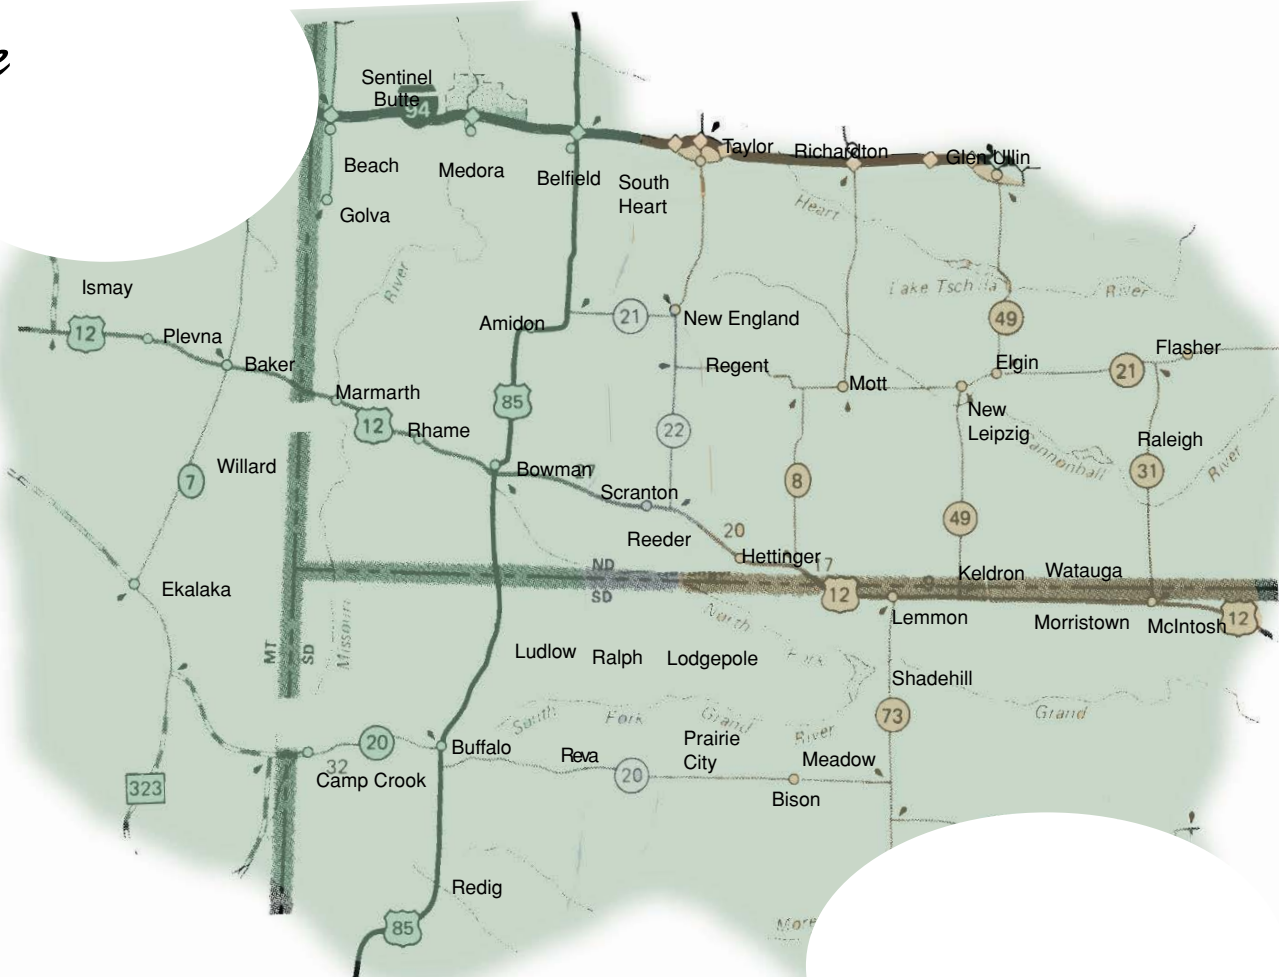 e
Sentinel
Butte
94
Taylor
Richardton
Glen Ullin
Beach
Medora
Belfield
South
Heart
Golva
Heart
River
Ismay
River
Lake Tsch
12
Plevna
Amidon
21
New England
49
Baker
Regent
Elgin
21
Flasher
Marmarth
85
Mott
12
Rhame
22
New
Leipzig
Raleigh
7
Willard
Bowman
27
8
Cannonball
31
River
Scranton
49
20
Reeder
Hettinger
17
ND
SD
Keldron
Watauga
Ekalaka
12
Lemmon
Morristown
McIntosh
12
North
Fork
MT
SD
Missouri
Ludlow
Ralph
Lodgepole
Shadehill
South
Fork
Grand
River
73
Grand
20
Buffalo
32
Camp Crook
Reva
20
Prairie
City
Meadow
Bison
323
Redig
85